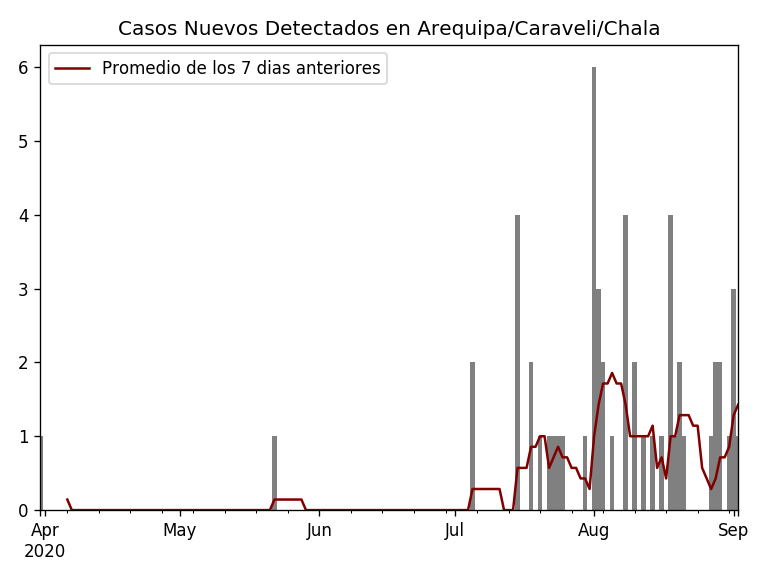 Casos Nuevos Detectados en Arequipa/Caraveli/Chala
Promedio de los 7 dias anteriores
6
5
4
3
2
1
0
Apr May Jun Jul Aug Sep
2020